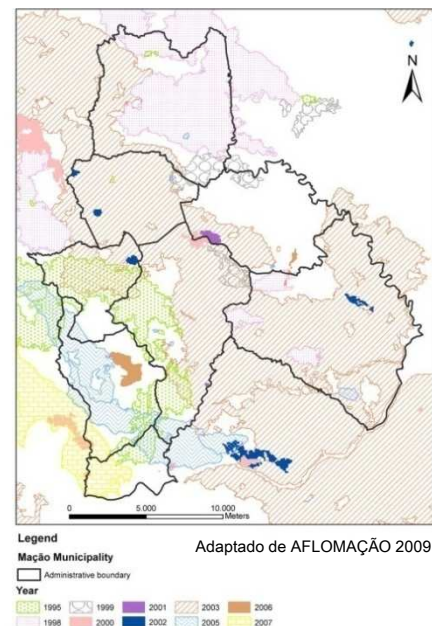 N
0 5.000 10.000
Meters
Legend
Adaptado de AFLOMAÇÃO 2009
Mação Municipality
Administrative boundary
Year
1995 1999 2001 2003 2006
1998 2000 2002 2005 2007